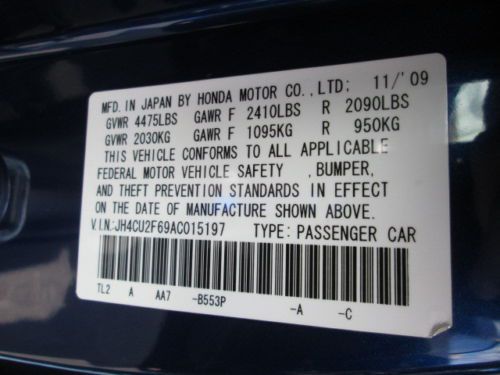 MFD. IN JAPAN BY HONDA MOTOR CO.,LTD: 11/'09
GVWR 4475LBS GAWR F 2410LBS R 2090LBS
GVWR 2030KG GAWR F 1095KG R 950KG
THIS VEHICLE CONFORMS TO ALL APPLICABLE
FEDERAL MOTOR VEHICLE SAFETY ,BUMPER,
AND THEFT PREVENTION STANDARDS IN EFFECT
ON THE DATE OF MANUFACTURE SHOWN ABOVE.
V.I.N:JH4CU2F69AC015197 TYPE: PASSENGER CAR
TL2 A AA7 -B553P -A -C